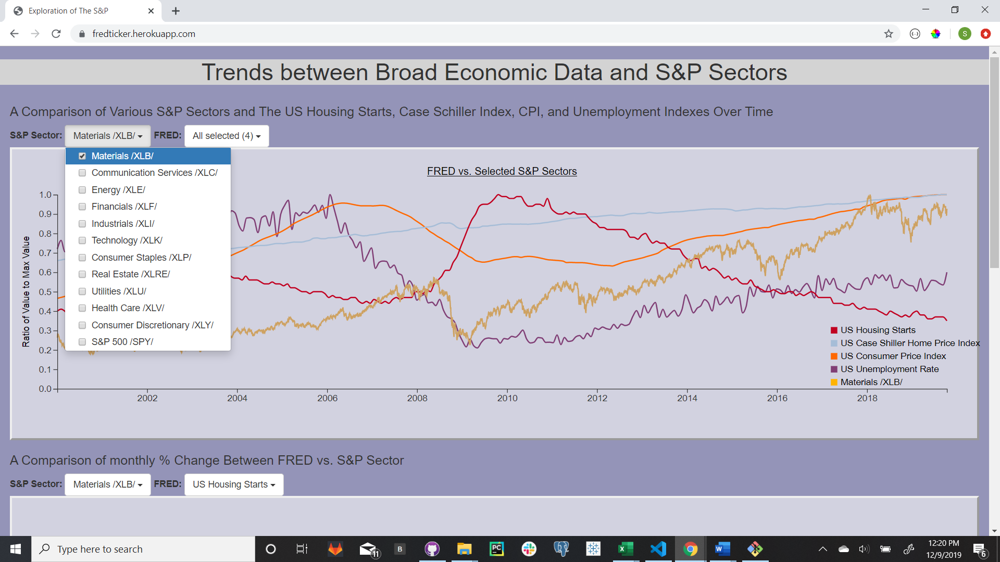 Exploration of The S&P
fredticker.herokuapp.com
S
Trends between Broad Economic Data and S&P Sectors
A Comparison of Various S&P Sectors and The US Housing Starts, Case Schiller Index, CPI, and Unemployment Indexes Over Time
S&P Sector: Materials /XLB/ FRED: All selected (4)
Materials /XLB/
Communication Services /XLC/
Energy /XLE/
Financials /XLF/
Industrials /XLI/
Technology /XLK/
Consumer Staples /XLP/
Real Estate /XLRE/
Utilities /XLU/
Health Care /XLV/
Consumer Discretionary /XLY/
S&P 500 /SPY/
FRED vs. Selected S&P Sectors
Ratio of Value to Max Value
1.0
0.9
0.8
0.7
0.6
0.5
0.4
0.3
0.2
0.1
0.0
2002 2004 2006 2008 2010 2012 2014 2016 2018
US Housing Starts
US Case Shiller Home Price Index
US Consumer Price Index
US Unemployment Rate
Materials /XLB/
A Comparison of monthly % Change Between FRED vs. S&P Sector
S&P Sector: Materials /XLB/ FRED: US Housing Starts
Type here to search
11
B
PC
X
W
12:20 PM
12/9/2019
6